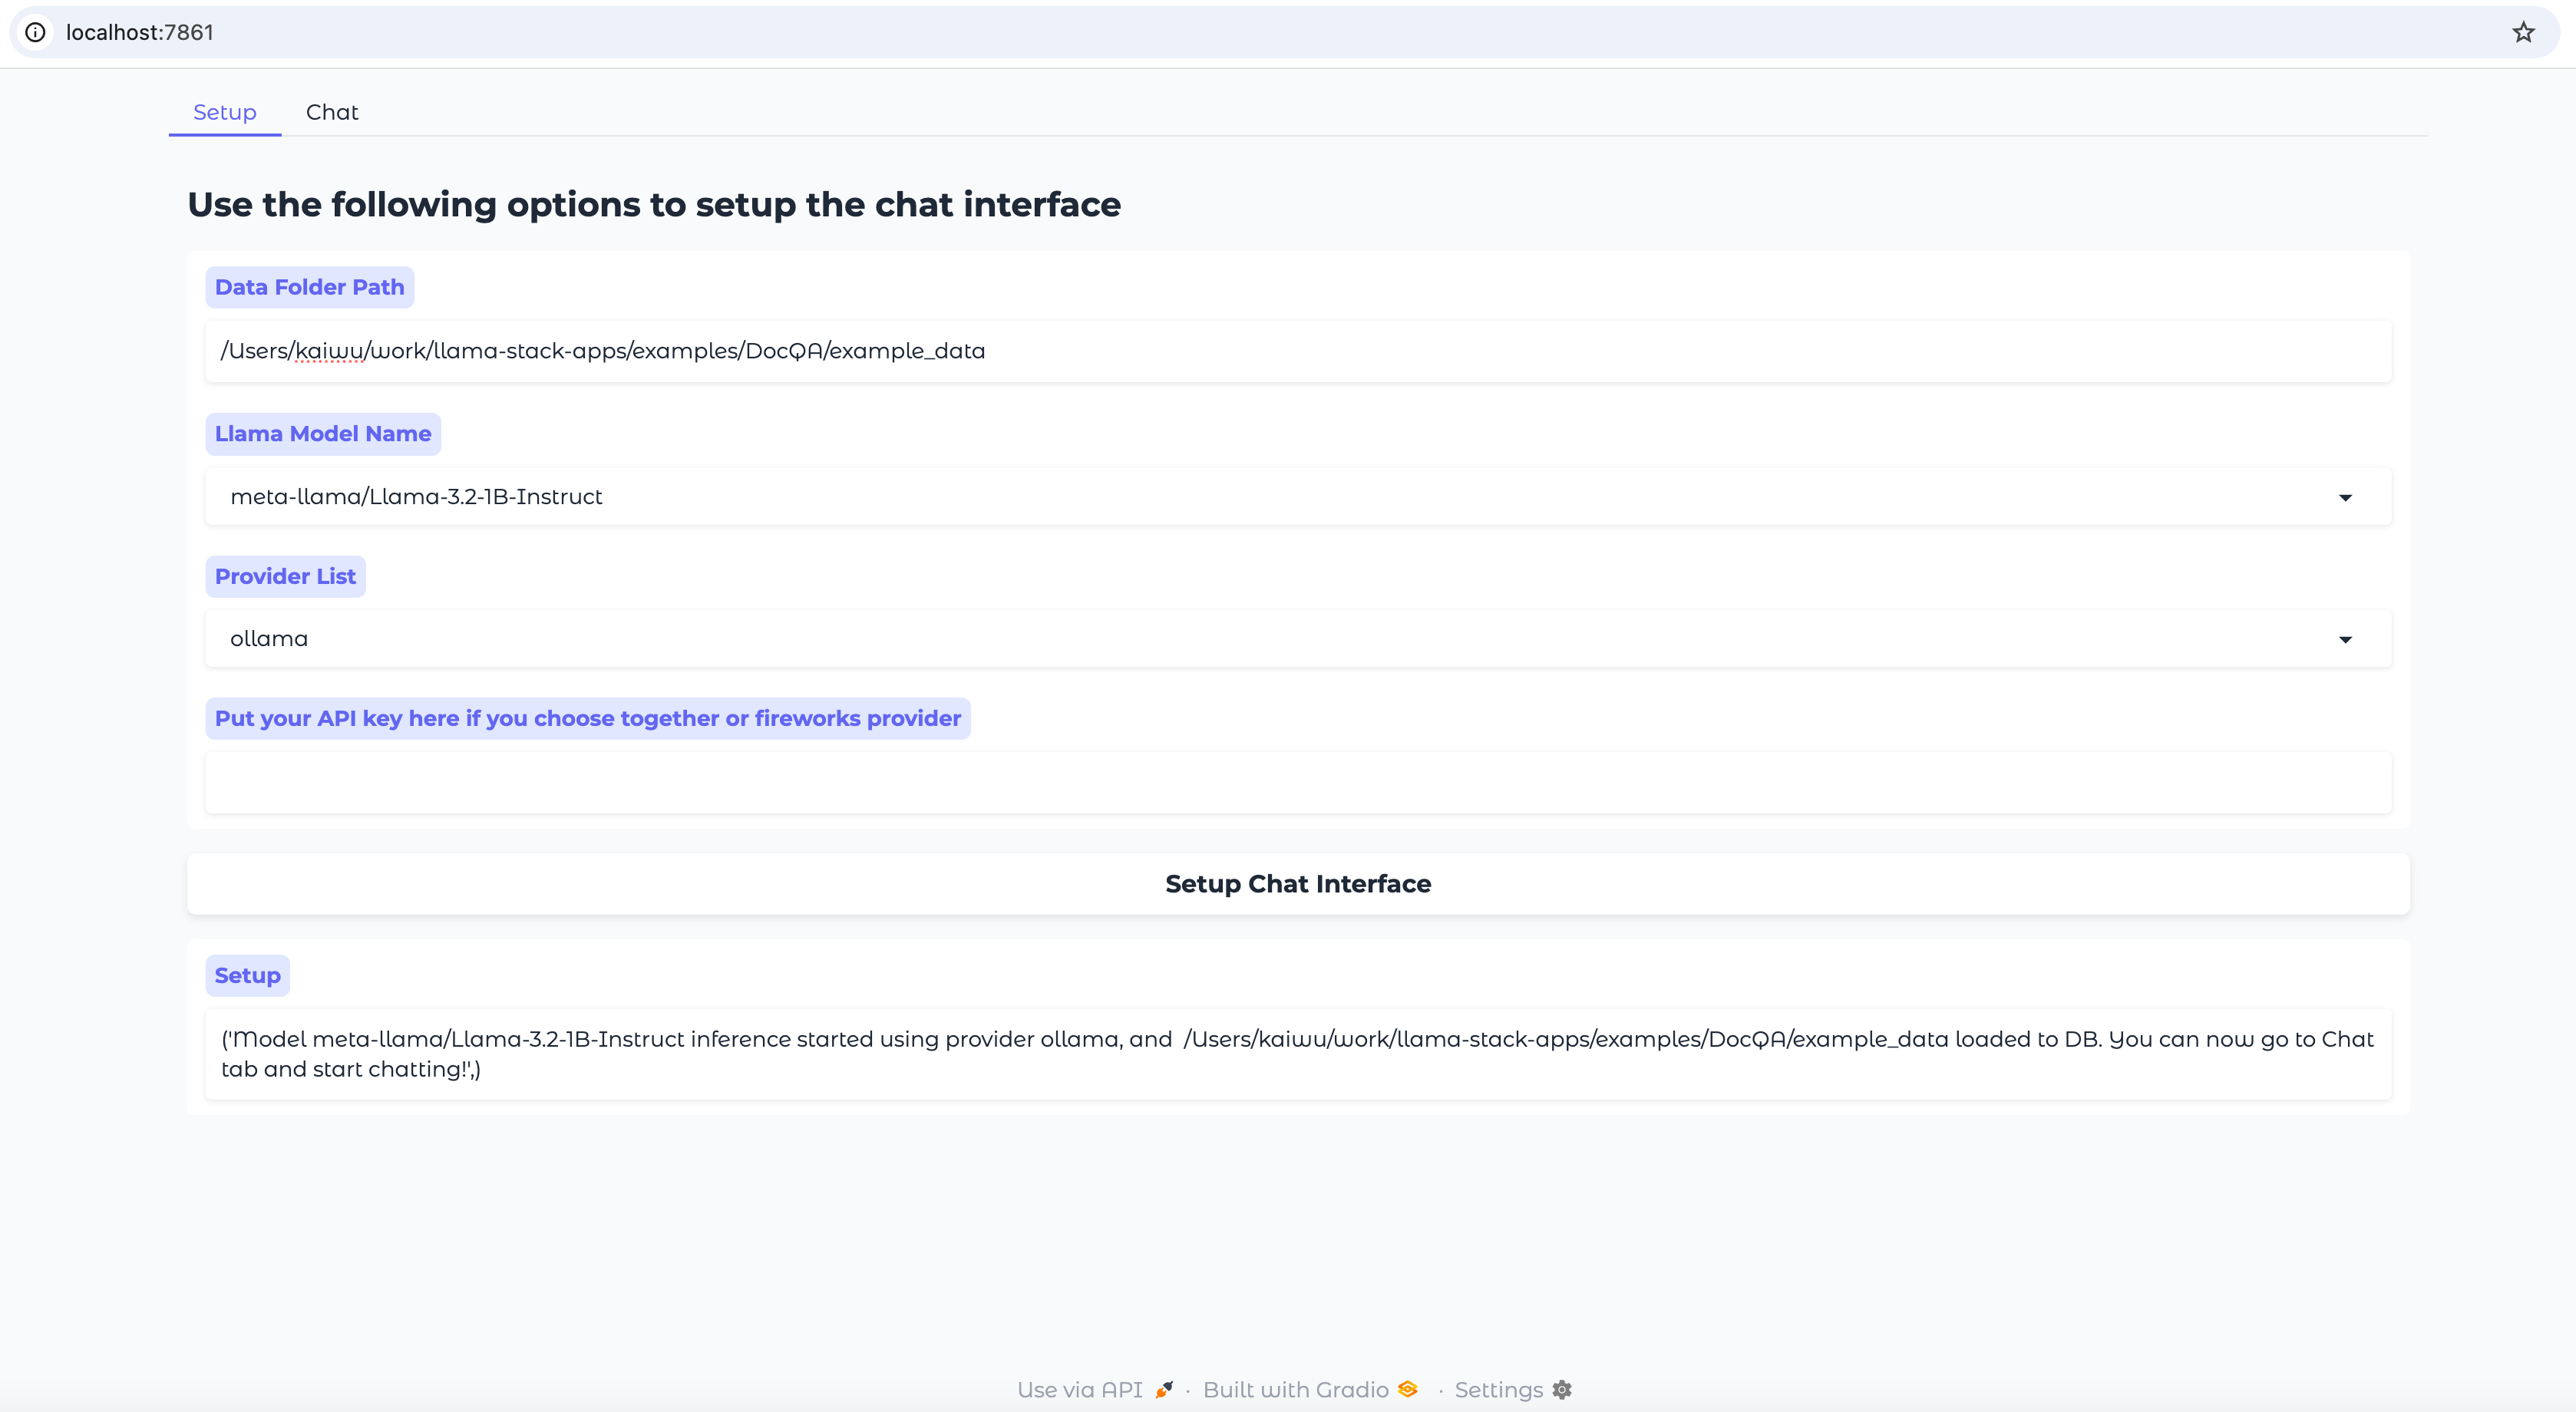 localhost:7861
Setup Chat
Use the following options to setup the chat interface
Data Folder Path
/Users/kaiwu/work/llama-stack-apps/examples/DocQA/example_data
Llama Model Name
meta-llama/Llama-3.2-1B-Instruct
Provider List
ollama
Put your API key here if you choose together or fireworks provider
Setup Chat Interface
Setup
('Model meta-llama/Llama-3.2-1B-Instruct inference started using provider ollama, and  /Users/kaiwu/work/llama-stack-apps/examples/DocQA/example_data loaded to DB. You can now go to Chat
tab and start chatting!',)
Use via API · Built with Gradio · Settings